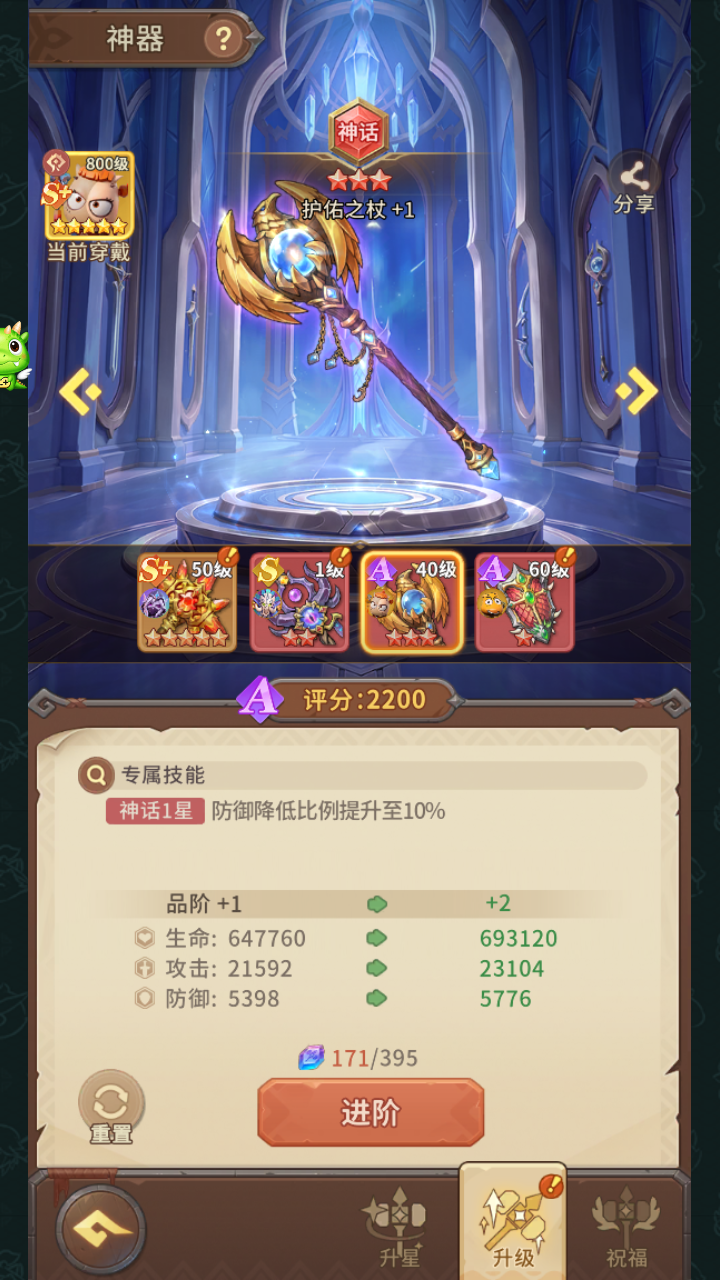 神器 ?
神话
800级
S+
护佑之杖 +1
分享
当前穿戴
S+ 50级
S 1级
A 40级
A 60级
A 评分:2200
专属技能
神话1星 防御降低比例提升至10%
品阶 +1 +2
生命: 647760 693120
攻击: 21592 23104
防御: 5398 5776
171/395
进阶
重置
升星
升级
祝福